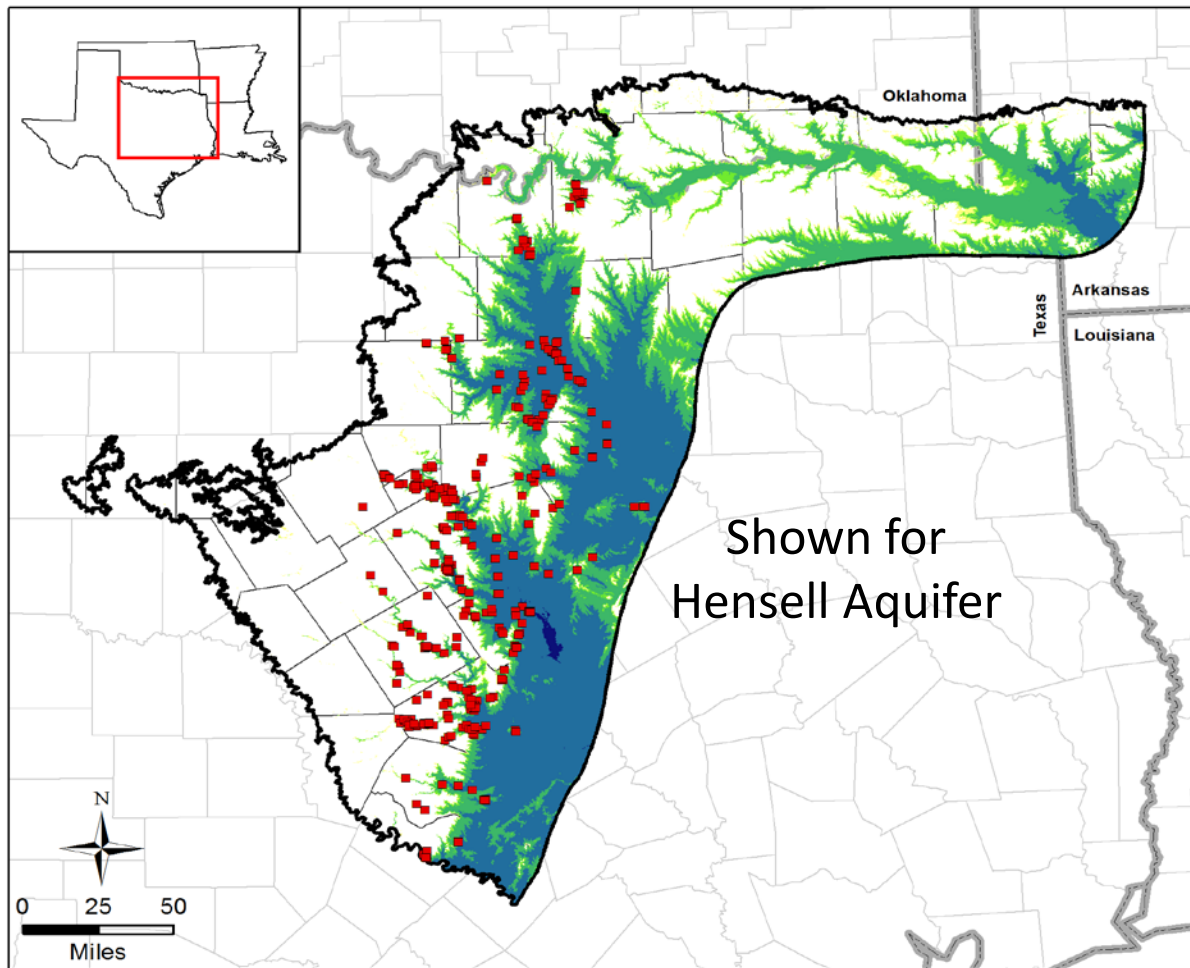 Oklahoma
Texas
Arkansas
Louisiana
Shown for
Hensell Aquifer
N
0 25 50
Miles